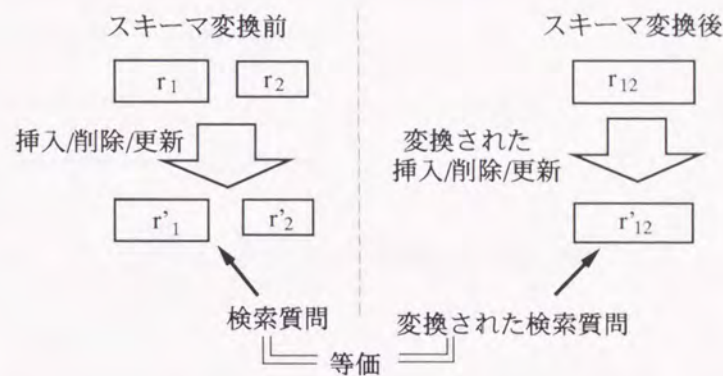 スキーマ変換前
r1 r2
挿入/削除/更新
r'1 r'2
検索質問
スキーマ変換後
r12
変換された
挿入/削除/更新
r'12
変換された検索質問
等価